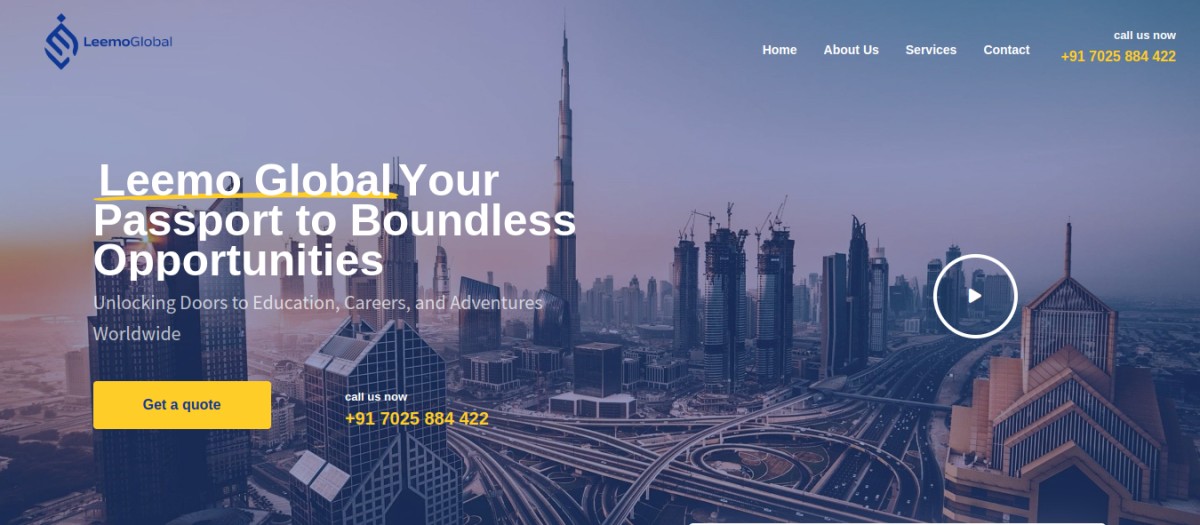 LeemoGlobal
Home About Us Services Contact
call us now
+91 7025 884 422
Leemo Global Your
Passport to Boundless
Opportunities
Unlocking Doors to Education, Careers, and Adventures
Worldwide
Get a quote
call us now
+91 7025 884 422